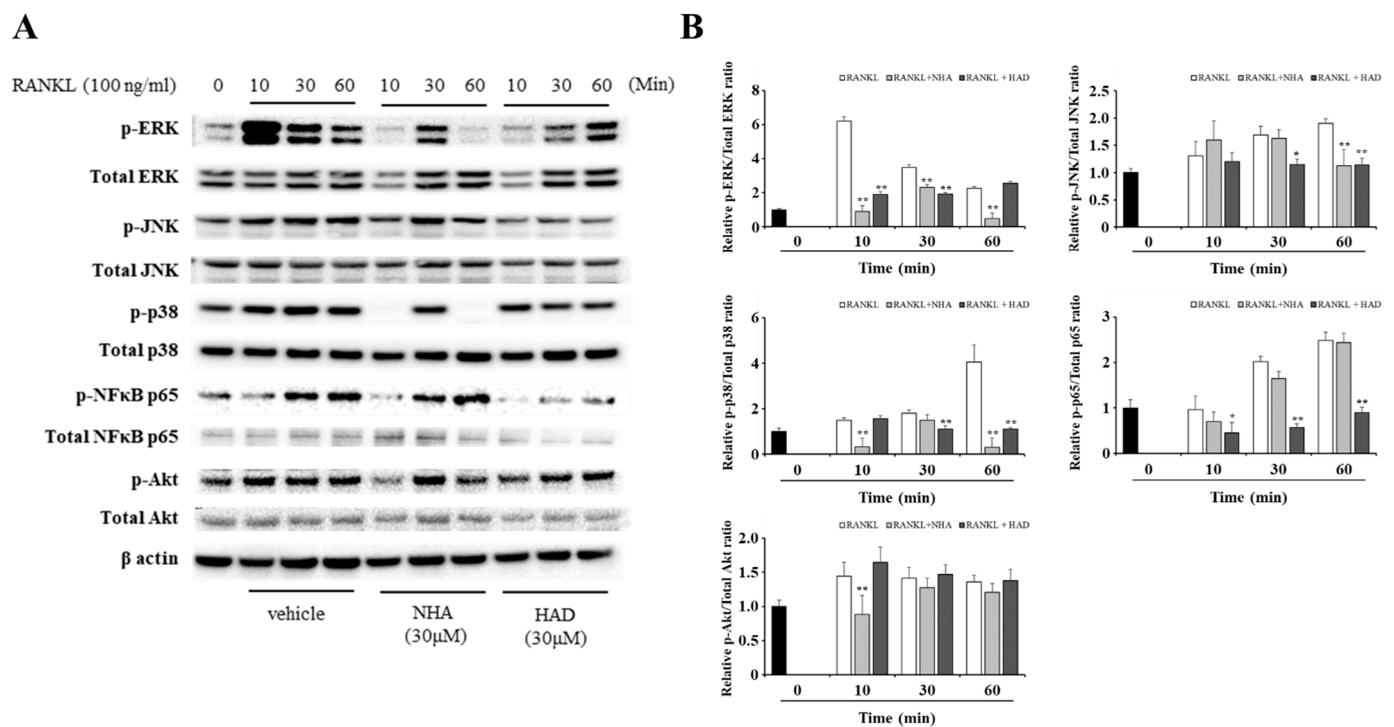 A
RANKL (100 ng/ml) 0 10 30 60 10 30 60 10 30 60 (Min)
p-ERK
Total ERK
p-JNK
Total JNK
p-p38
Total p38
p-NFκB p65
Total NFκB p65
p-Akt
Total Akt
β actin
vehicle NHA HAD
(30μM) (30μM)
B
RANKL RANKL+NHA RANKL + HAD
Relative p-ERK/Total ERK ratio
8
6
4
2
0
** ** ** ** **
0 10 30 60
Time (min)
RANKL RANKL+NHA RANKL + HAD
Relative p-JNK/Total JNK ratio
2.5
2.0
1.5
1.0
0.5
0.0
* ** **
0 10 30 60
Time (min)
RANKL RANKL+NHA RANKL + HAD
Relative p-p38/Total p38 ratio
6
4
2
0
** ** ** **
0 10 30 60
Time (min)
RANKL RANKL+NHA RANKL + HAD
Relative p-p65/Total p65 ratio
3
2
1
0
* ** **
0 10 30 60
Time (min)
RANKL RANKL+NHA RANKL + HAD
Relative p-Akt/Total Akt ratio
2.0
1.5
1.0
0.5
0.0
**
0 10 30 60
Time (min)